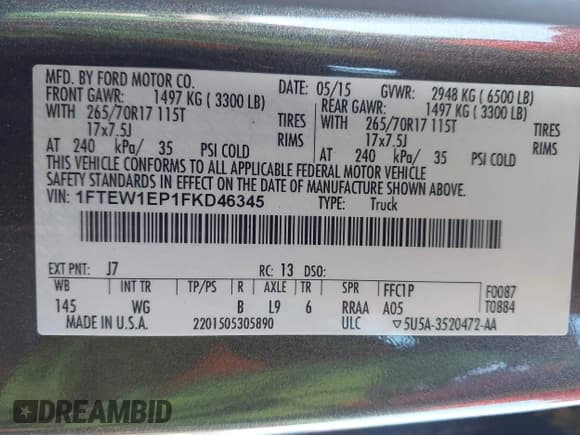 MFD. BY FORD MOTOR CO.
DATE: 05/15 GVWR: 2948 KG ( 6500 LB)
FRONT GAWR: 1497 KG ( 3300 LB) REAR GAWR: 1497 KG ( 3300 LB)
WITH 265/70R17 115T TIRES WITH 265/70R17 115T TIRES
17x7.5J RIMS 17x7.5J RIMS
AT 240 kPa/ 35 PSI COLD AT 240 kPa/ 35 PSI COLD
THIS VEHICLE CONFORMS TO ALL APPLICABLE FEDERAL MOTOR VEHICLE
SAFETY STANDARDS IN EFFECT ON THE DATE OF MANUFACTURE SHOWN ABOVE.
VIN: 1FTEW1EP1FKD46345 TYPE: Truck
EXT PNT: J7 RC: 13 DSO:
WB INT TR TP/PS R AXLE TR SPR FFC1P F0087
145 WG B L9 6 RRAA A05 T0884
MADE IN U.S.A. 2201505305890 ULC ▽5U5A-3520472-AA
DREAMBID